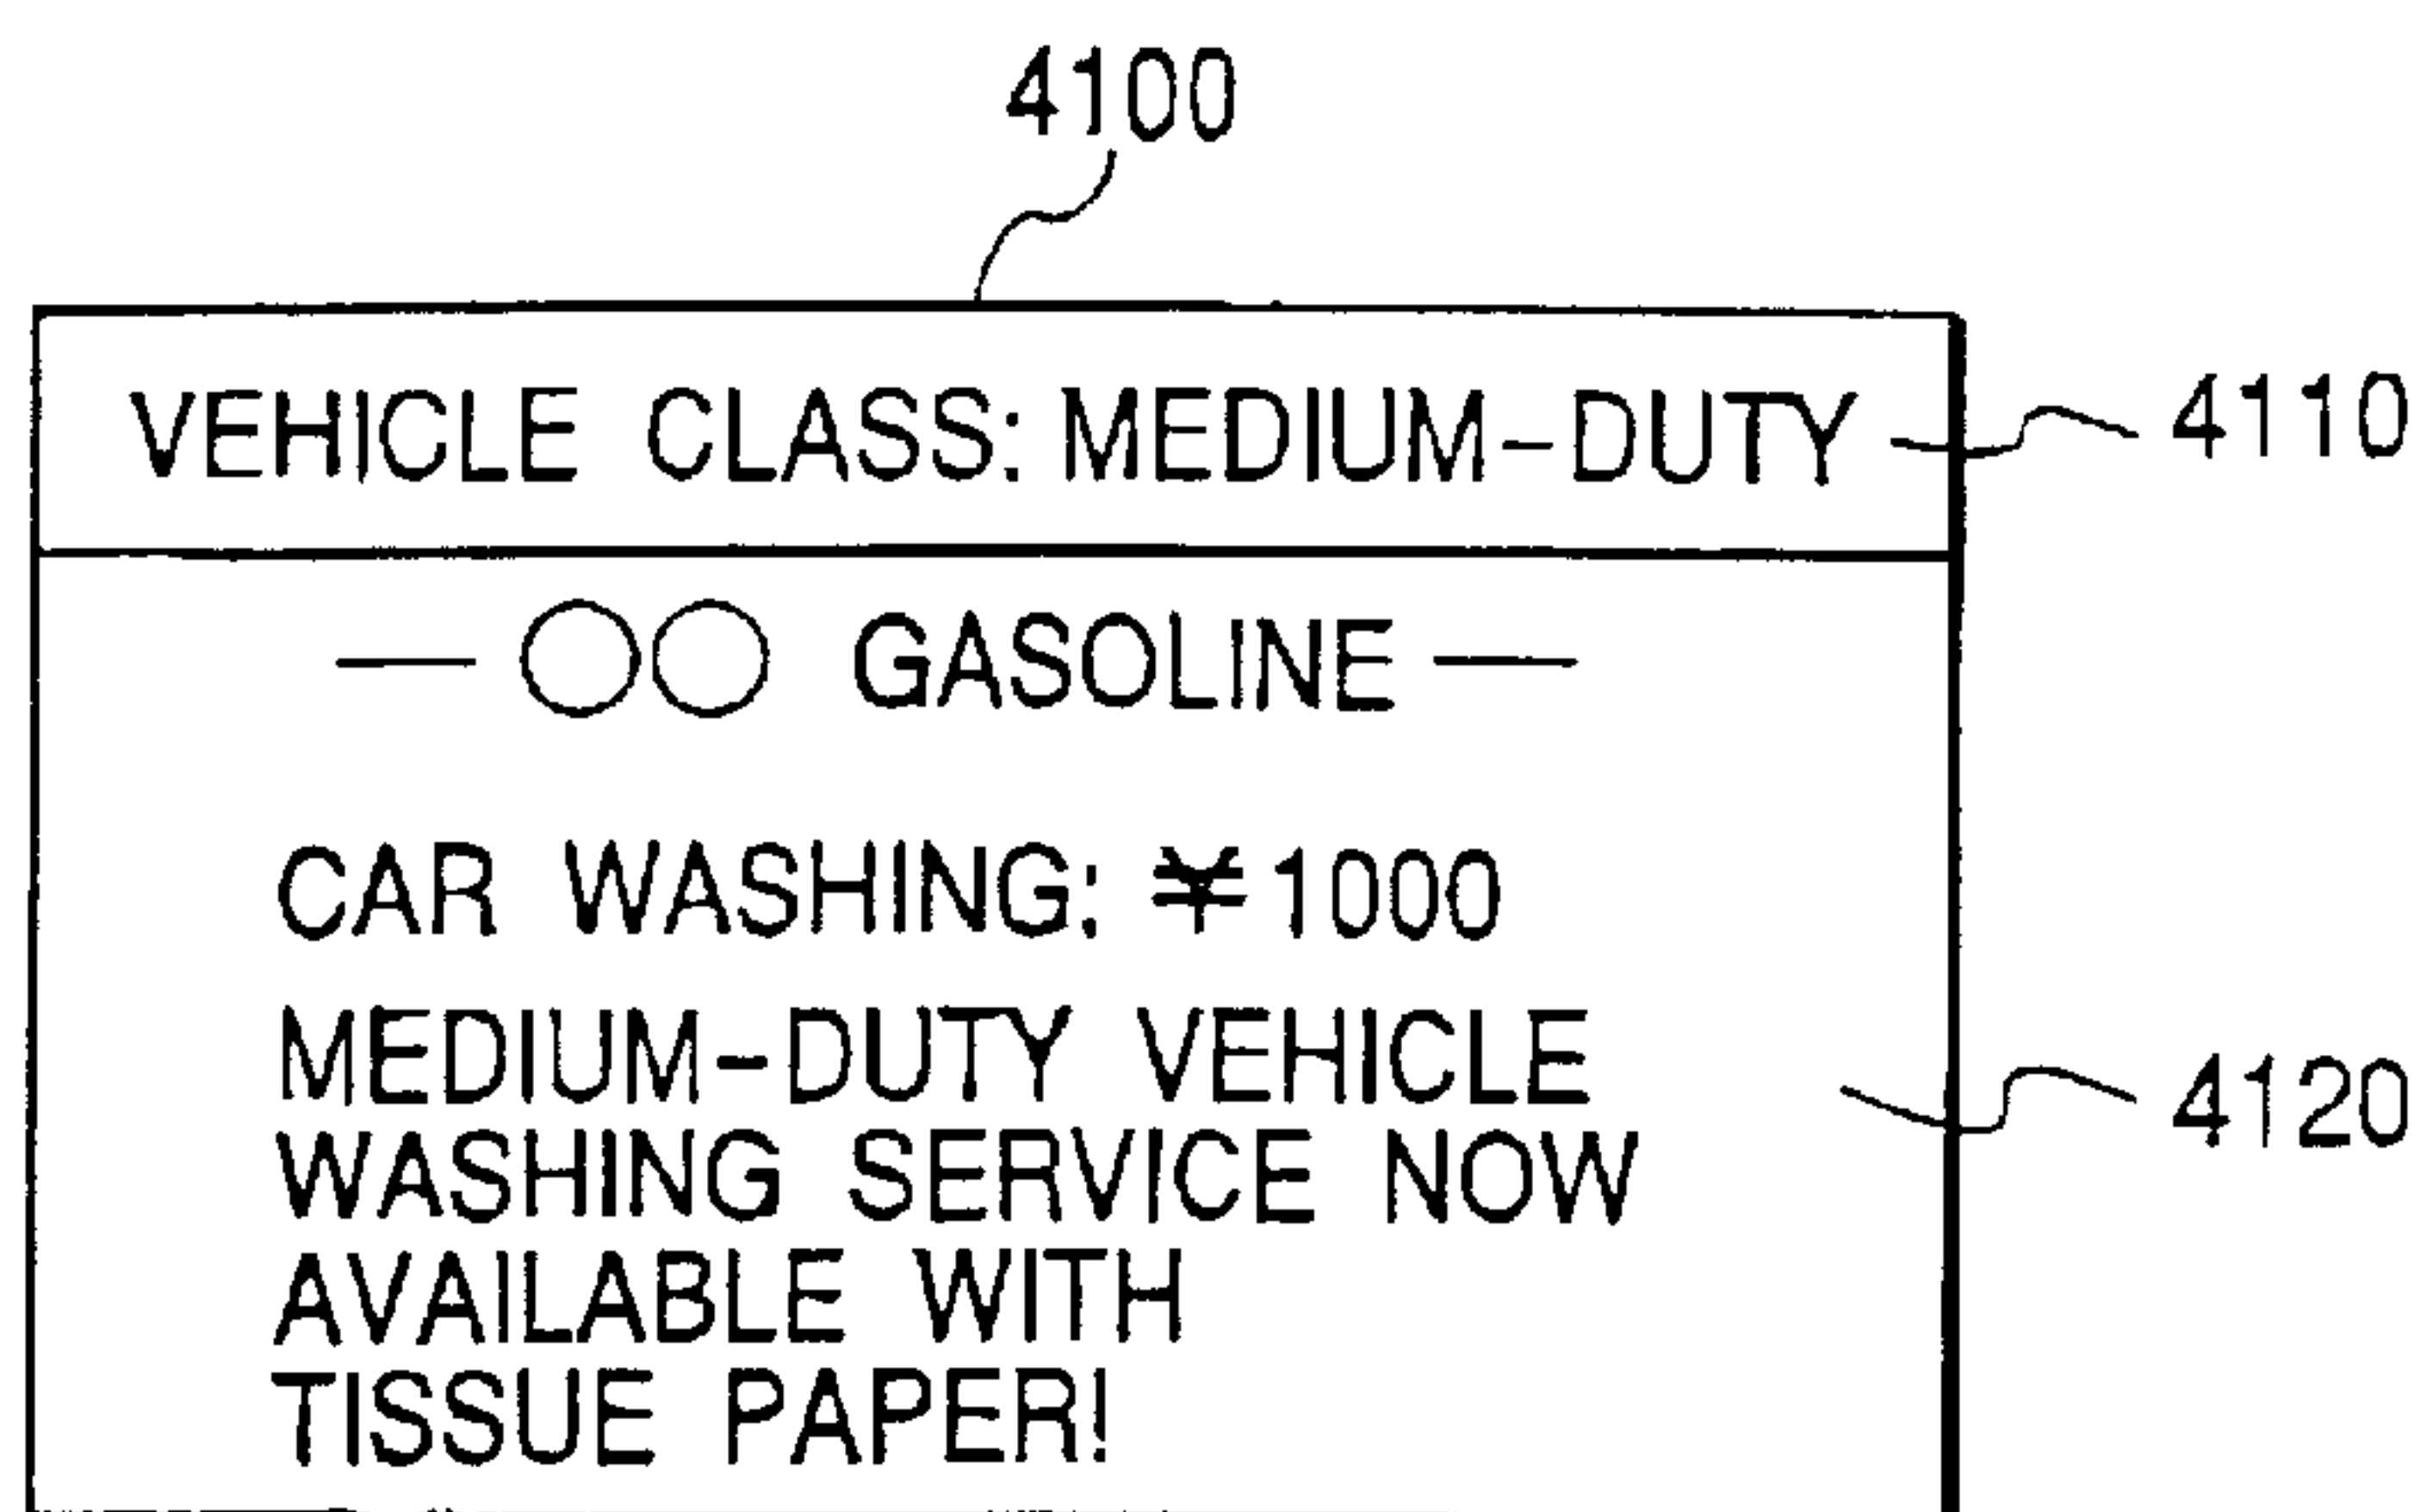 4100
VEHICLE CLASS: MEDIUM-DUTY
4110
— ○○ GASOLINE —
CAR WASHING; ¥1000
MEDIUM-DUTY VEHICLE
4120
WASHING SERVICE NOW
AVAILABLE WITH
TISSUE PAPER!